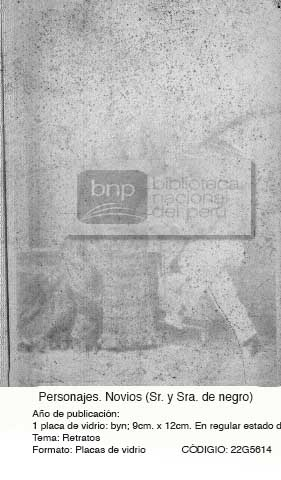 bnp
biblioteca
nacional
del perú
Personajes. Novios (Sr. y Sra. de negro)
Año de publicación:
1 placa de vidrio: byn; 9cm. x 12cm. En regular estado d
Tema: Retratos
Formato: Placas de vidrio CÓDIGIO: 22G5614